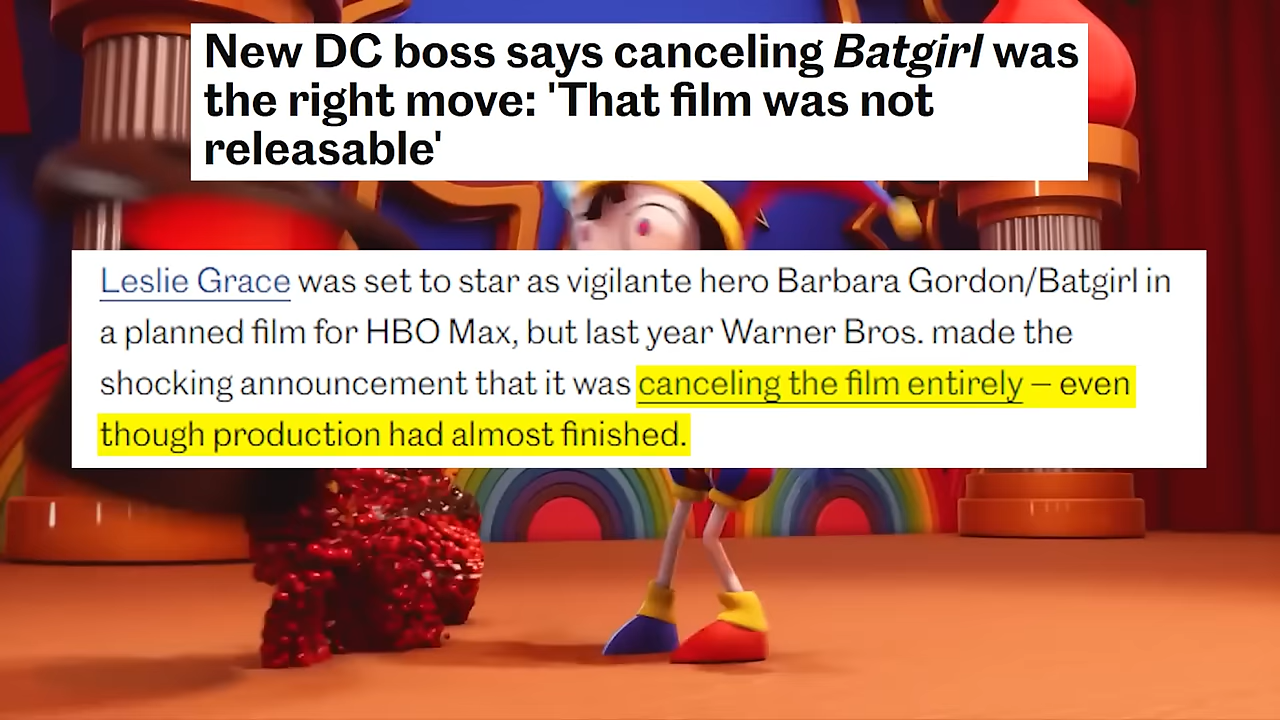 New DC boss says canceling Batgirl was
the right move: 'That film was not
releasable'
Leslie Grace was set to star as vigilante hero Barbara Gordon/Batgirl in
a planned film for HBO Max, but last year Warner Bros. made the
shocking announcement that it was canceling the film entirely — even
though production had almost finished.